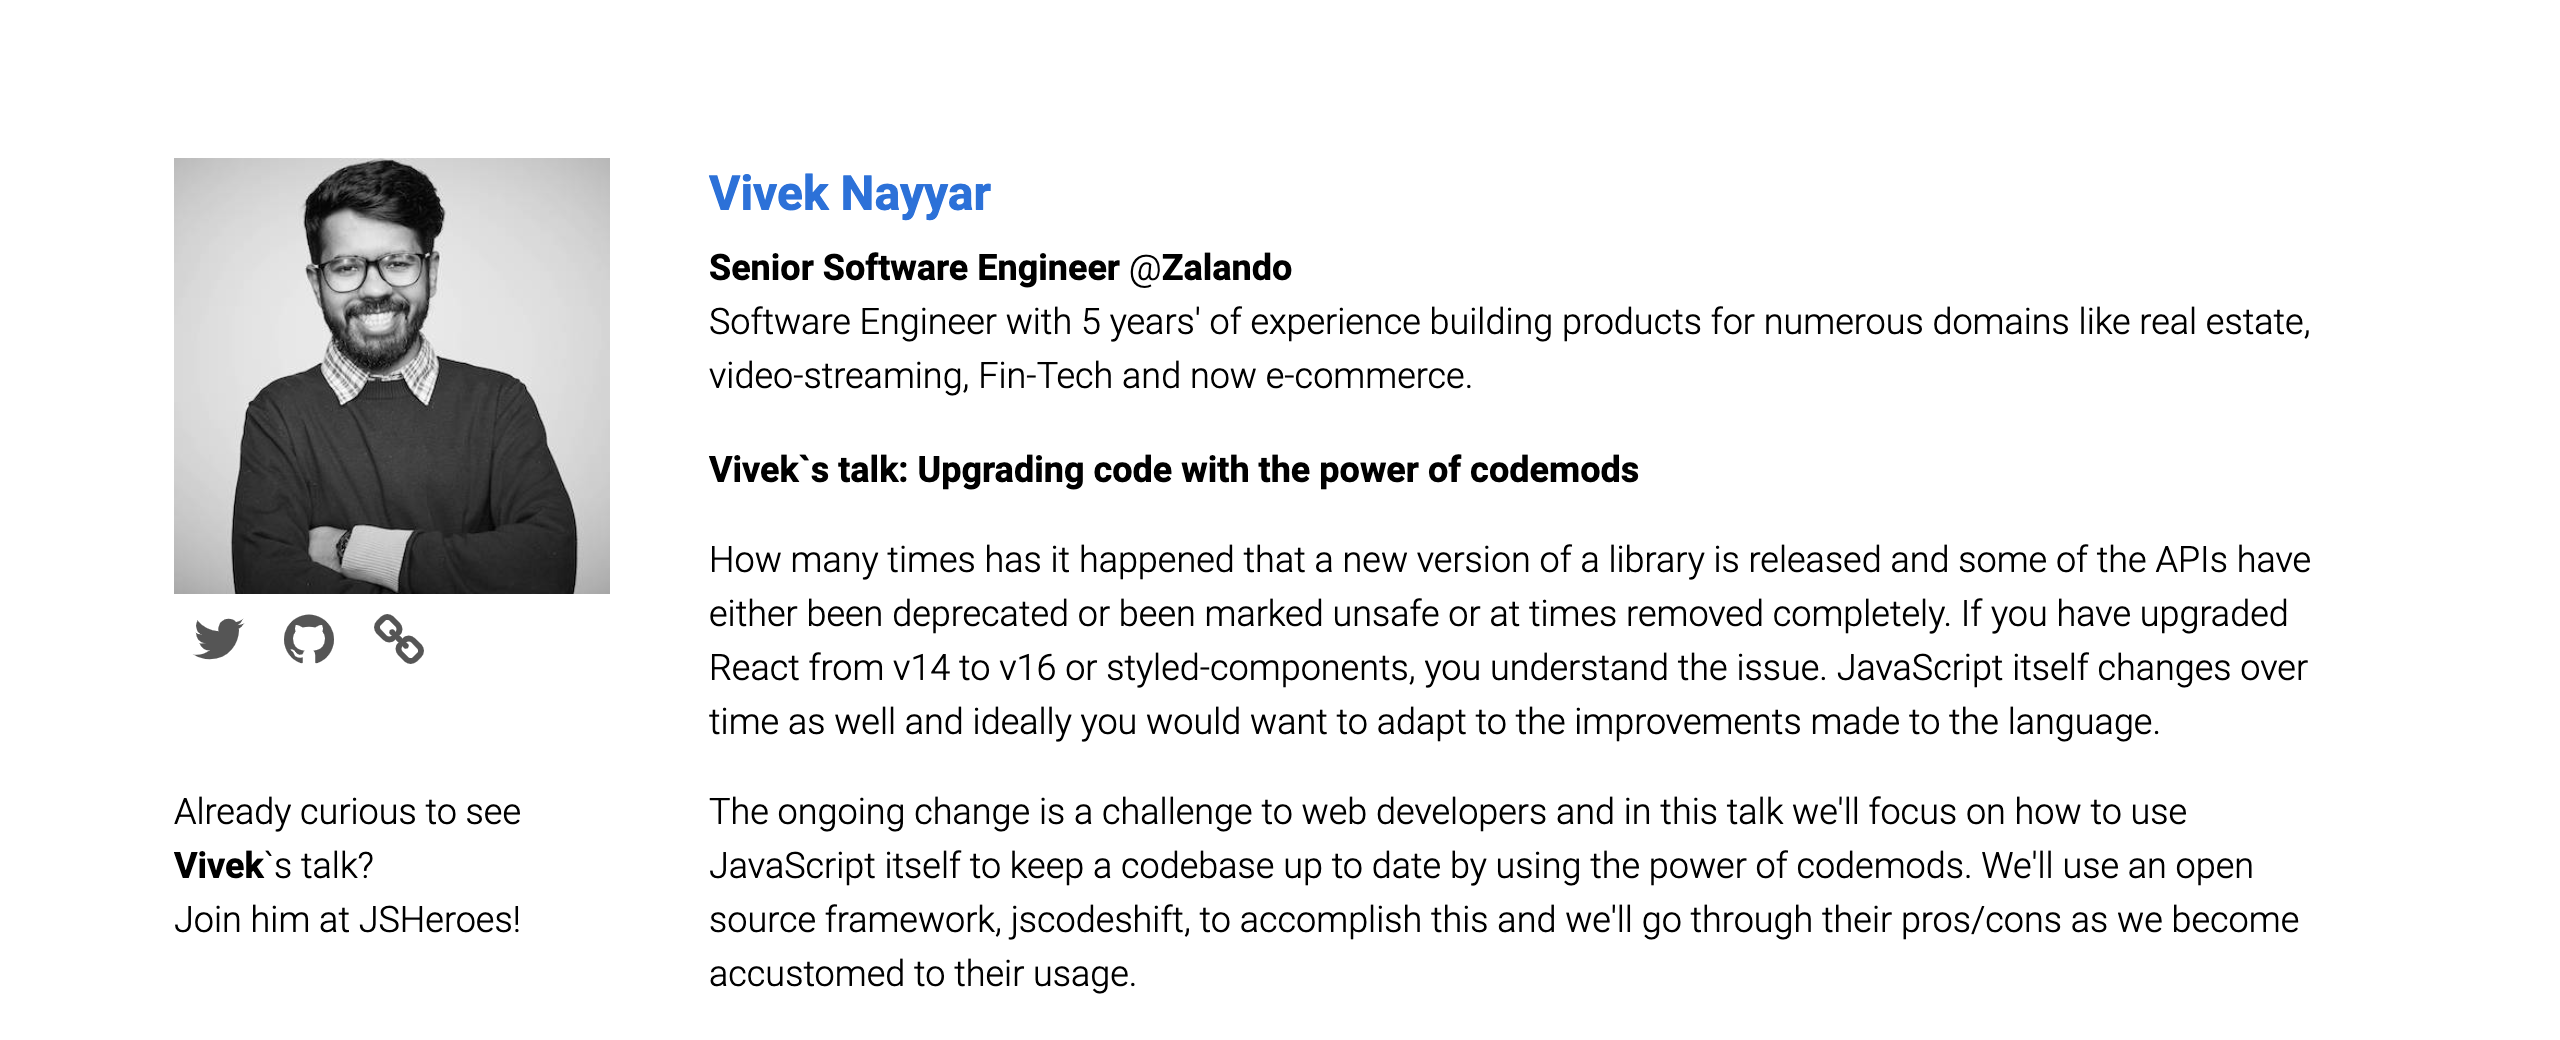 Vivek Nayyar
Senior Software Engineer @Zalando
Software Engineer with 5 years' of experience building products for numerous domains like real estate,
video-streaming, Fin-Tech and now e-commerce.
Vivek`s talk: Upgrading code with the power of codemods
How many times has it happened that a new version of a library is released and some of the APIs have
either been deprecated or been marked unsafe or at times removed completely. If you have upgraded
React from v14 to v16 or styled-components, you understand the issue. JavaScript itself changes over
time as well and ideally you would want to adapt to the improvements made to the language.
The ongoing change is a challenge to web developers and in this talk we'll focus on how to use
JavaScript itself to keep a codebase up to date by using the power of codemods. We'll use an open
source framework, jscodeshift, to accomplish this and we'll go through their pros/cons as we become
accustomed to their usage.
Already curious to see
Vivek`s talk?
Join him at JSHeroes!